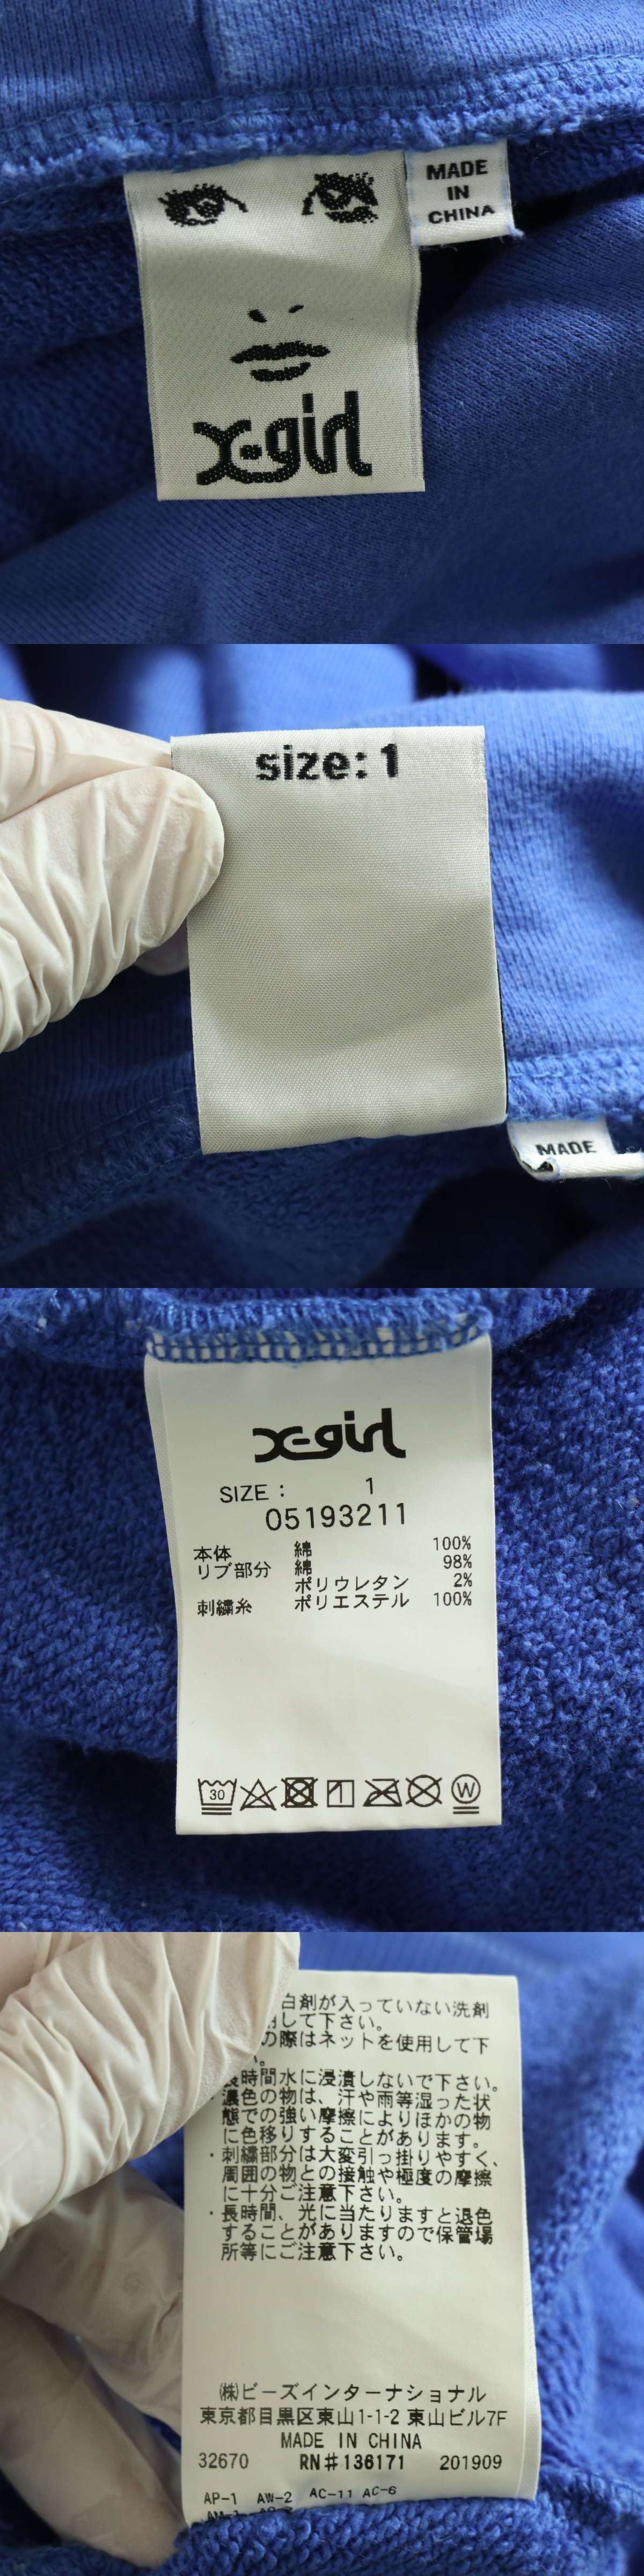 MADE
IN
CHINA
x-girl
size: 1
MADE
x-girl
SIZE : 1
05193211
本体 綿 100%
リブ部分 綿 98%
ポリウレタン 2%
刺繍糸 ポリエステル 100%
30
W
白剤が入っていない洗剤
して下さい。
の際はネットを使用して下
い。
長時間水に浸漬しないで下さい。
濃色の物は、汗や雨等湿った状
態での強い摩擦によりほかの物
に色移りすることがあります。
・刺繍部分は大変引っ掛りやすく、
周囲の物との接触や極度の摩擦
に十分ご注意下さい。
・長時間、光に当たりますと退色
することがありますので保管場
所等にご注意下さい。
(株)ビーズインターナショナル
東京都目黒区東山1-1-2 東山ビル7F
MADE IN CHINA
32670 RN#136171 201909
AP-1 AW-2 AC-11 AC-6